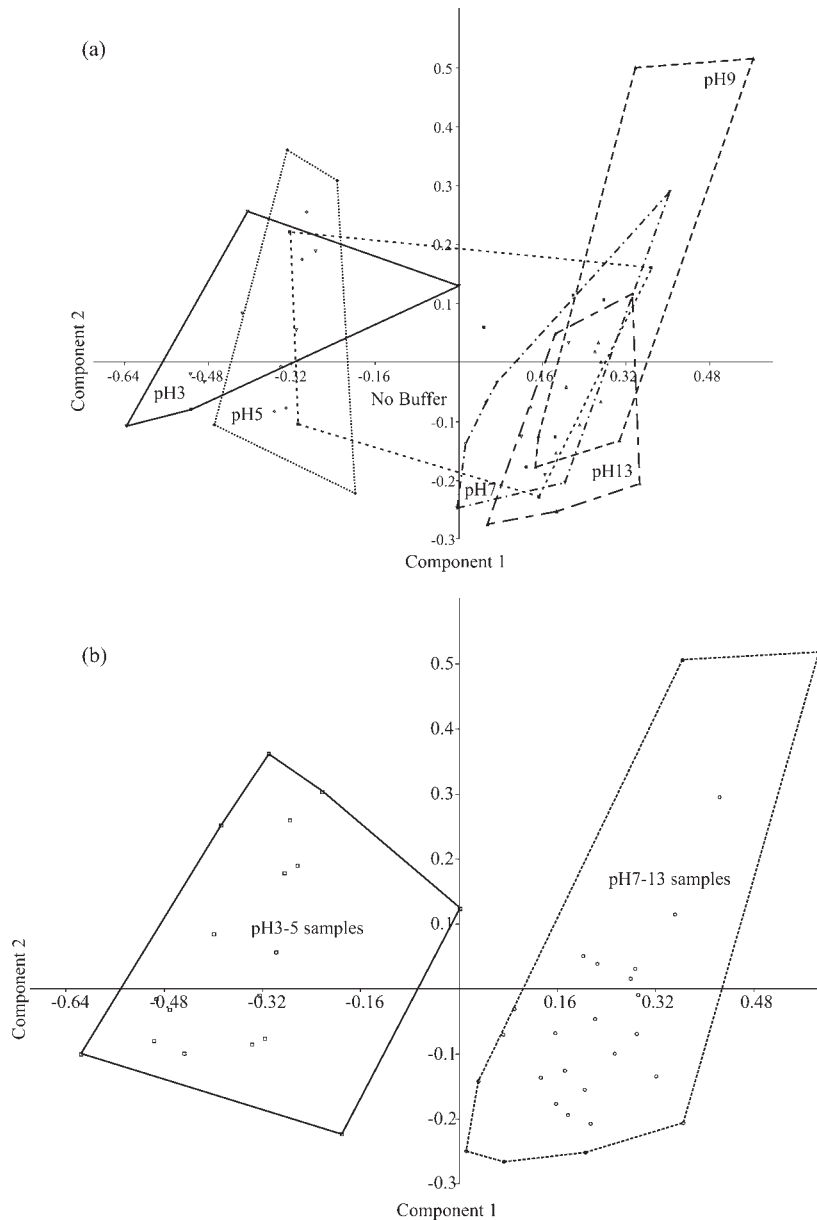 (a)
0.5
pH9
0.4
0.3
0.2
0.1
Component 2
-0.64
-0.48
-0.32
-0.16
0.16
0.32
0.48
pH3
pH5
No Buffer
-0.1
-0.2
pH7
pH13
-0.3
Component 1
(b)
0.5
0.3
0.2
pH7-13 samples
pH3-5 samples
0.1
Component 2
-0.64
-0.48
-0.32
-0.16
0.16
0.32
0.48
-0.1
-0.2
-0.3
Component 1